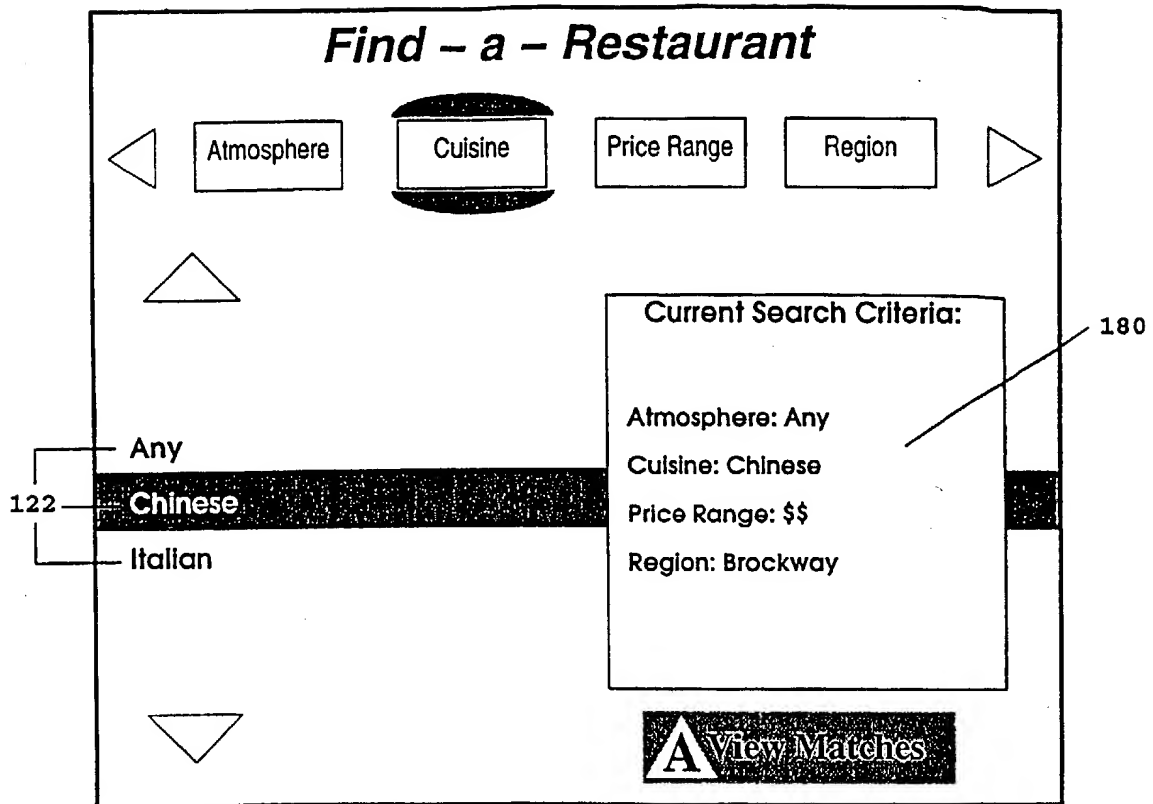 Find – a – Restaurant
Atmosphere Cuisine Price Range Region
Current Search Criteria:
180
Atmosphere: Any
Any
Cuisine: Chinese
122 Chinese
Price Range: $$
Italian
Region: Brockway
A View Matches